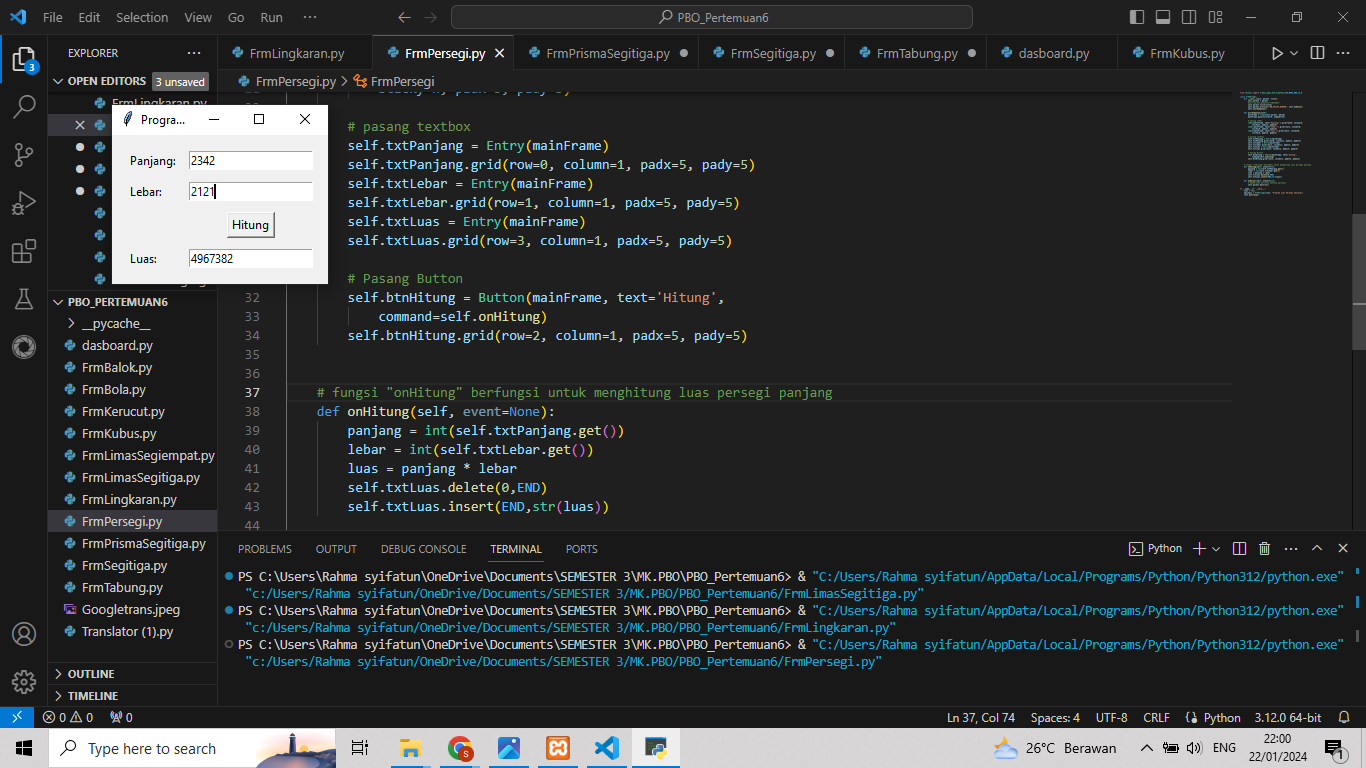 File Edit Selection View Go Run ··· PBO_Pertemuan6
EXPLORER ···
FrmLingkaran.py FrmPersegi.py FrmPrismaSegitiga.py FrmSegitiga.py FrmTabung.py dasboard.py FrmKubus.py
OPEN EDITORS 3 unsaved
FrmPersegi.py > FrmPersegi
FrmLingkaran.py
3
Progra...
Panjang: 2342
Lebar: 2121
Hitung
Luas: 4967382
PBO_PERTEMUAN6
__pycache__
dasboard.py
FrmBalok.py
FrmBola.py
FrmKerucut.py
FrmKubus.py
FrmLimasSegiempat.py
FrmLimasSegitiga.py
FrmLingkaran.py
FrmPersegi.py
FrmPrismaSegitiga.py
FrmSegitiga.py
FrmTabung.py
Googletrans.jpeg
Translator (1).py
OUTLINE
TIMELINE
# pasang textbox
self.txtPanjang = Entry(mainFrame)
self.txtPanjang.grid(row=0, column=1, padx=5, pady=5)
self.txtLebar = Entry(mainFrame)
self.txtLebar.grid(row=1, column=1, padx=5, pady=5)
self.txtLuas = Entry(mainFrame)
self.txtLuas.grid(row=3, column=1, padx=5, pady=5)
# Pasang Button
32 self.btnHitung = Button(mainFrame, text='Hitung',
33 command=self.onHitung)
34 self.btnHitung.grid(row=2, column=1, padx=5, pady=5)
35
36
37 # fungsi "onHitung" berfungsi untuk menghitung luas persegi panjang
38 def onHitung(self, event=None):
39 panjang = int(self.txtPanjang.get())
40 lebar = int(self.txtLebar.get())
41 luas = panjang * lebar
42 self.txtLuas.delete(0,END)
43 self.txtLuas.insert(END,str(luas))
44
PROBLEMS OUTPUT DEBUG CONSOLE TERMINAL PORTS Python
PS C:\Users\Rahma syifatun\OneDrive\Documents\SEMESTER 3\MK.PBO\PBO_Pertemuan6> & "C:/Users/Rahma syifatun/AppData/Local/Programs/Python/Python312/python.exe"
"c:/Users/Rahma syifatun/OneDrive/Documents/SEMESTER 3/MK.PBO/PBO_Pertemuan6/FrmLimasSegitiga.py"
PS C:\Users\Rahma syifatun\OneDrive\Documents\SEMESTER 3\MK.PBO\PBO_Pertemuan6> & "C:/Users/Rahma syifatun/AppData/Local/Programs/Python/Python312/python.exe"
"c:/Users/Rahma syifatun/OneDrive/Documents/SEMESTER 3/MK.PBO/PBO_Pertemuan6/FrmLingkaran.py"
PS C:\Users\Rahma syifatun\OneDrive\Documents\SEMESTER 3\MK.PBO\PBO_Pertemuan6> & "C:/Users/Rahma syifatun/AppData/Local/Programs/Python/Python312/python.exe"
"c:/Users/Rahma syifatun/OneDrive/Documents/SEMESTER 3/MK.PBO/PBO_Pertemuan6/FrmPersegi.py"
0 0 0 Ln 37, Col 74 Spaces: 4 UTF-8 CRLF Python 3.12.0 64-bit
Type here to search 26°C Berawan ENG 22:00
22/01/2024 1